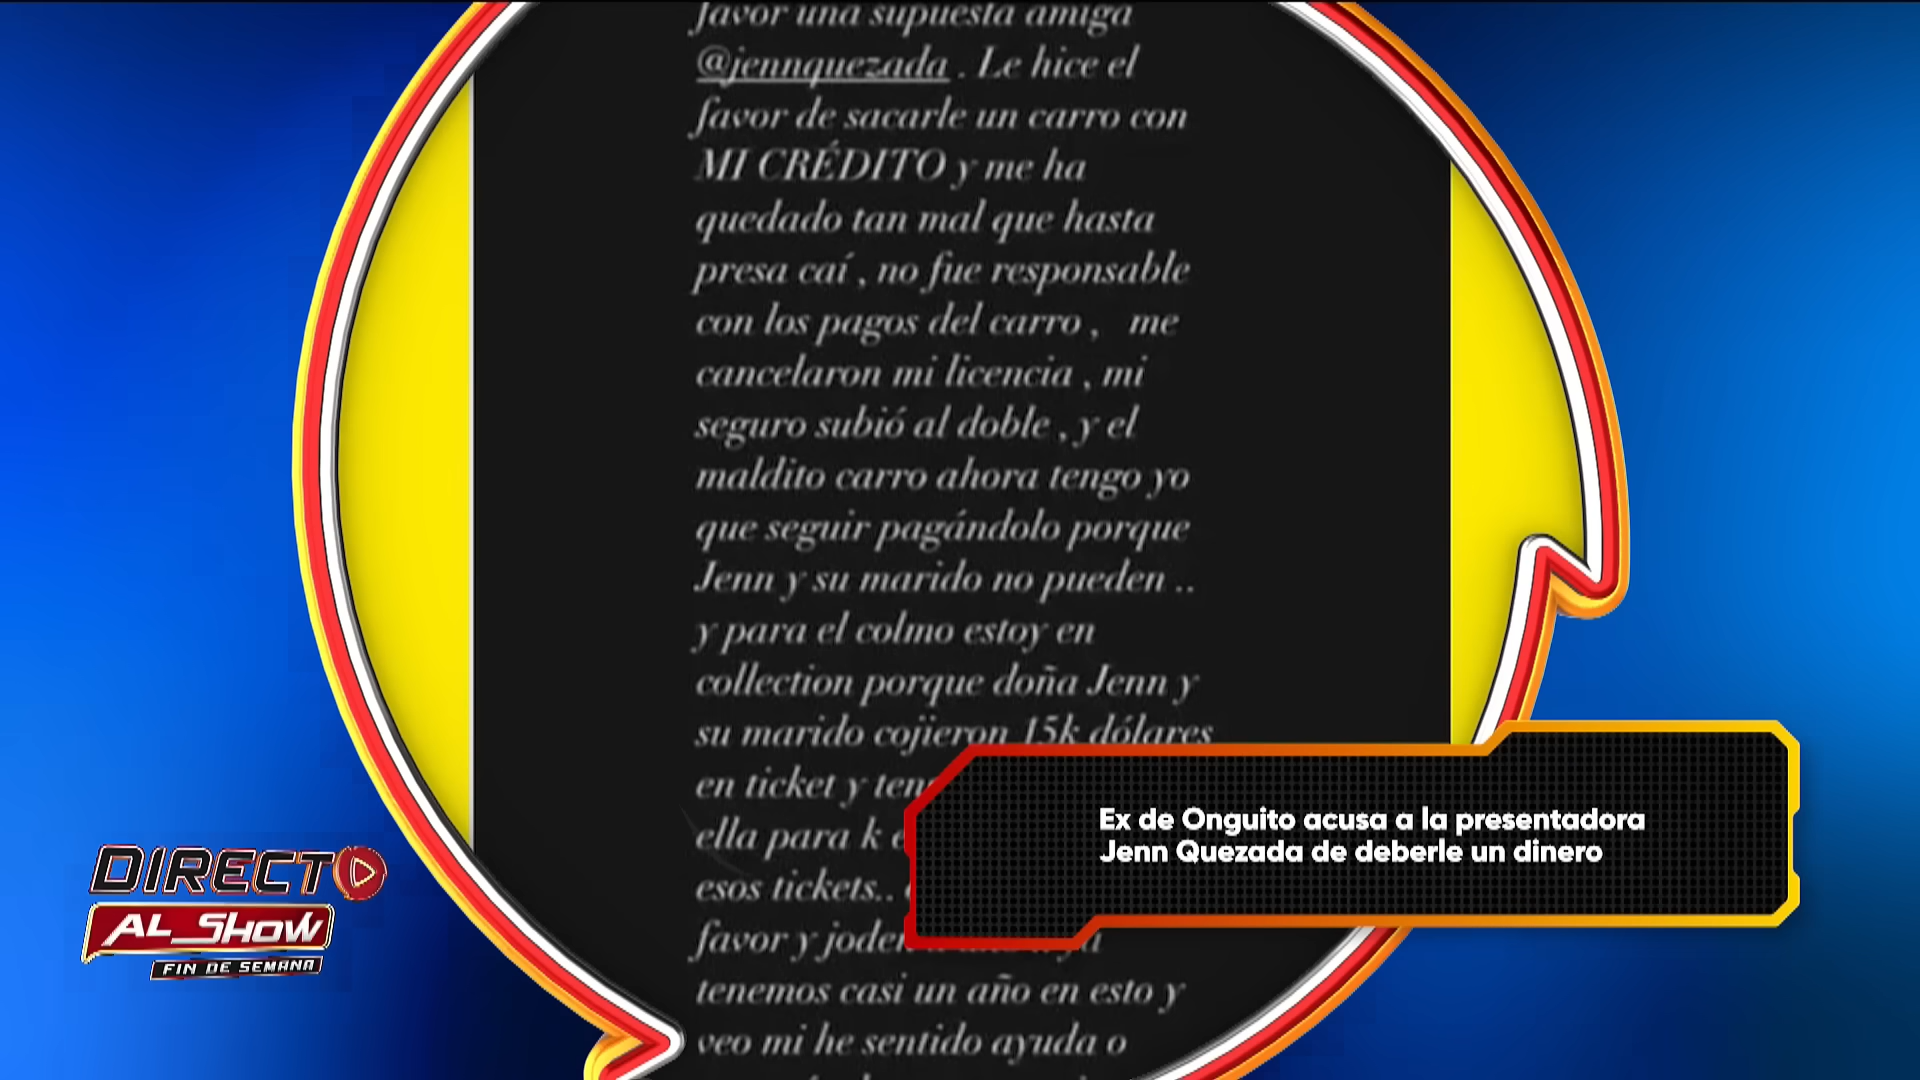 favor una supuesta amiga
@jennquezada . Le hice el
favor de sacarle un carro con
MI CRÉDITO y me ha
quedado tan mal que hasta
presa caí , no fue responsable
con los pagos del carro , me
cancelaron mi licencia , mi
seguro subió al doble , y el
maldito carro ahora tengo yo
que seguir pagándolo porque
Jenn y su marido no pueden ..
y para el colmo estoy en
collection porque doña Jenn y
su marido cojieron 15k dólares
en ticket y
ella para k
esos tickets..
favor y
tenemos casi un año en esto y
veo mi he sentido ayuda o
Ex de Onguito acusa a la presentadora
Jenn Quezada de deberle un dinero
DIRECTO
AL SHOW
FIN DE SEMANA